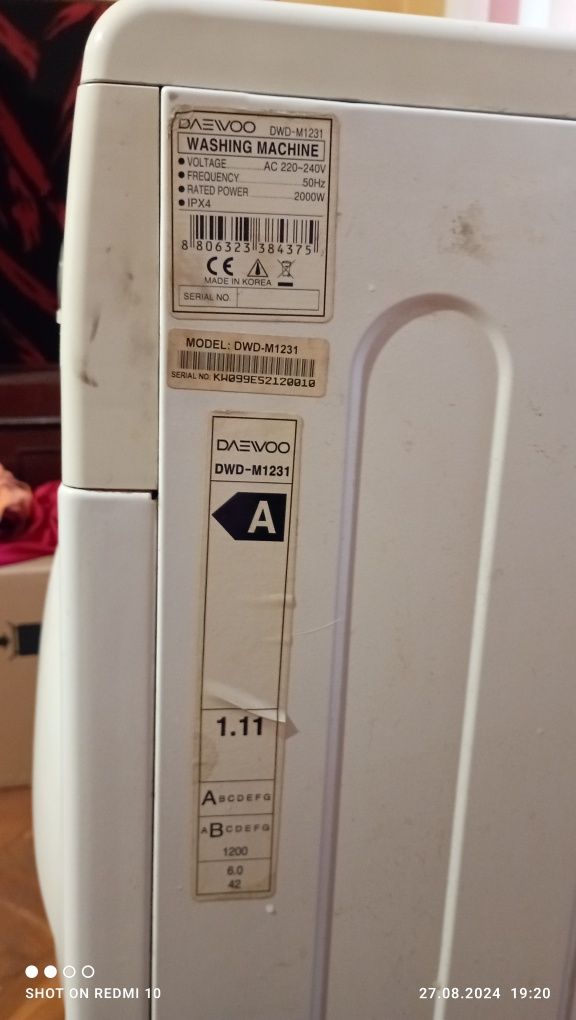 DAEWOO DWD-M1231
WASHING MACHINE
● VOLTAGE AC 220~240V
● FREQUENCY 50Hz
● RATED POWER 2000W
● IPX4
8 806323 384375
CE
MADE IN KOREA
SERIAL NO.
MODEL: DWD-M1231
SERIAL NO: KW099ES2120010
DAEWOO
DWD-M1231
A
1.11
ABCDEFG
ABCDEFG
1200
6.0
42
SHOT ON REDMI 10
27.08.2024 19:20